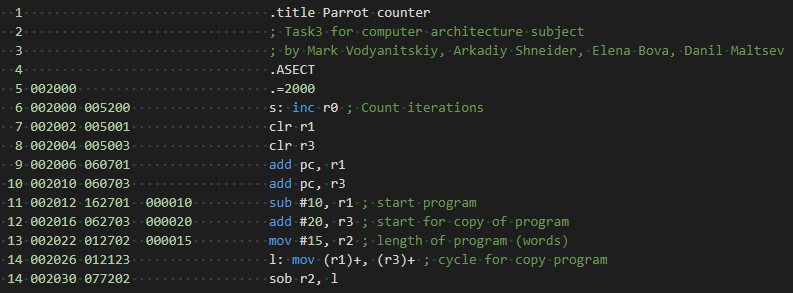 1 .title Parrot counter
2 ; Task3 for computer architecture subject
3 ; by Mark Vodyanitskiy, Arkadiy Shneider, Elena Bova, Danil Maltsev
4 .ASECT
5 002000 .=2000
6 002000 005200 s: inc r0 ; Count iterations
7 002002 005001 clr r1
8 002004 005003 clr r3
9 002006 060701 add pc, r1
10 002010 060703 add pc, r3
11 002012 162701 000010 sub #10, r1 ; start program
12 002016 062703 000020 add #20, r3 ; start for copy of program
13 002022 012702 000015 mov #15, r2 ; length of program (words)
14 002026 012123 l: mov (r1)+, (r3)+ ; cycle for copy program
14 002030 077202 sob r2, l